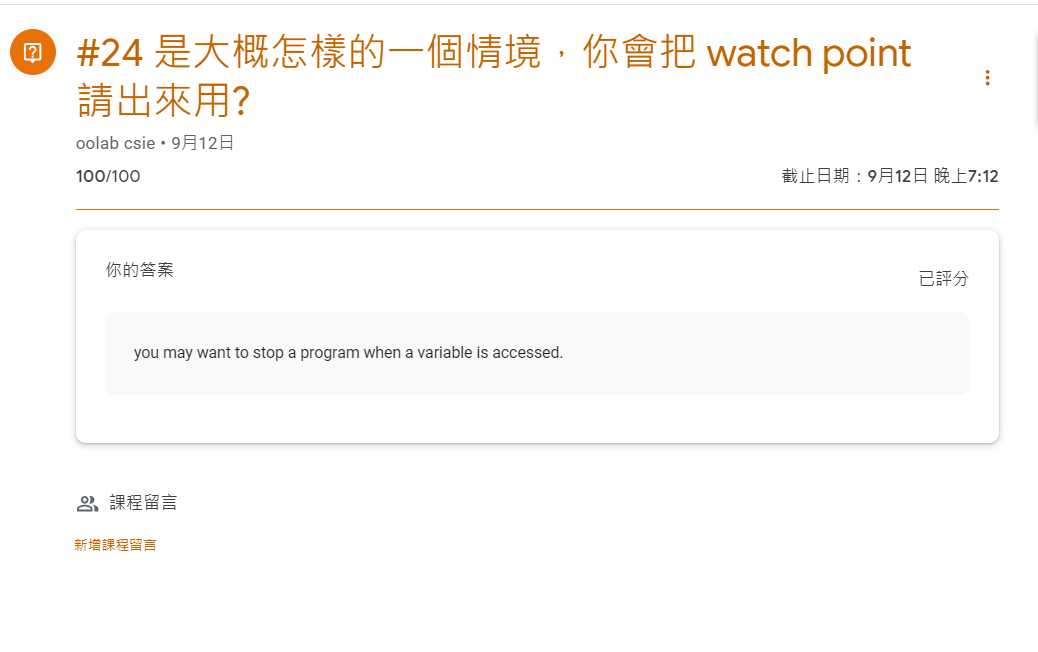 #24 是大概怎樣的一個情境，你會把 watch point
請出來用?
oolab csie • 9月12日
100/100
截止日期：9月12日 晚上7:12
你的答案
已評分
you may want to stop a program when a variable is accessed.
課程留言
新增課程留言